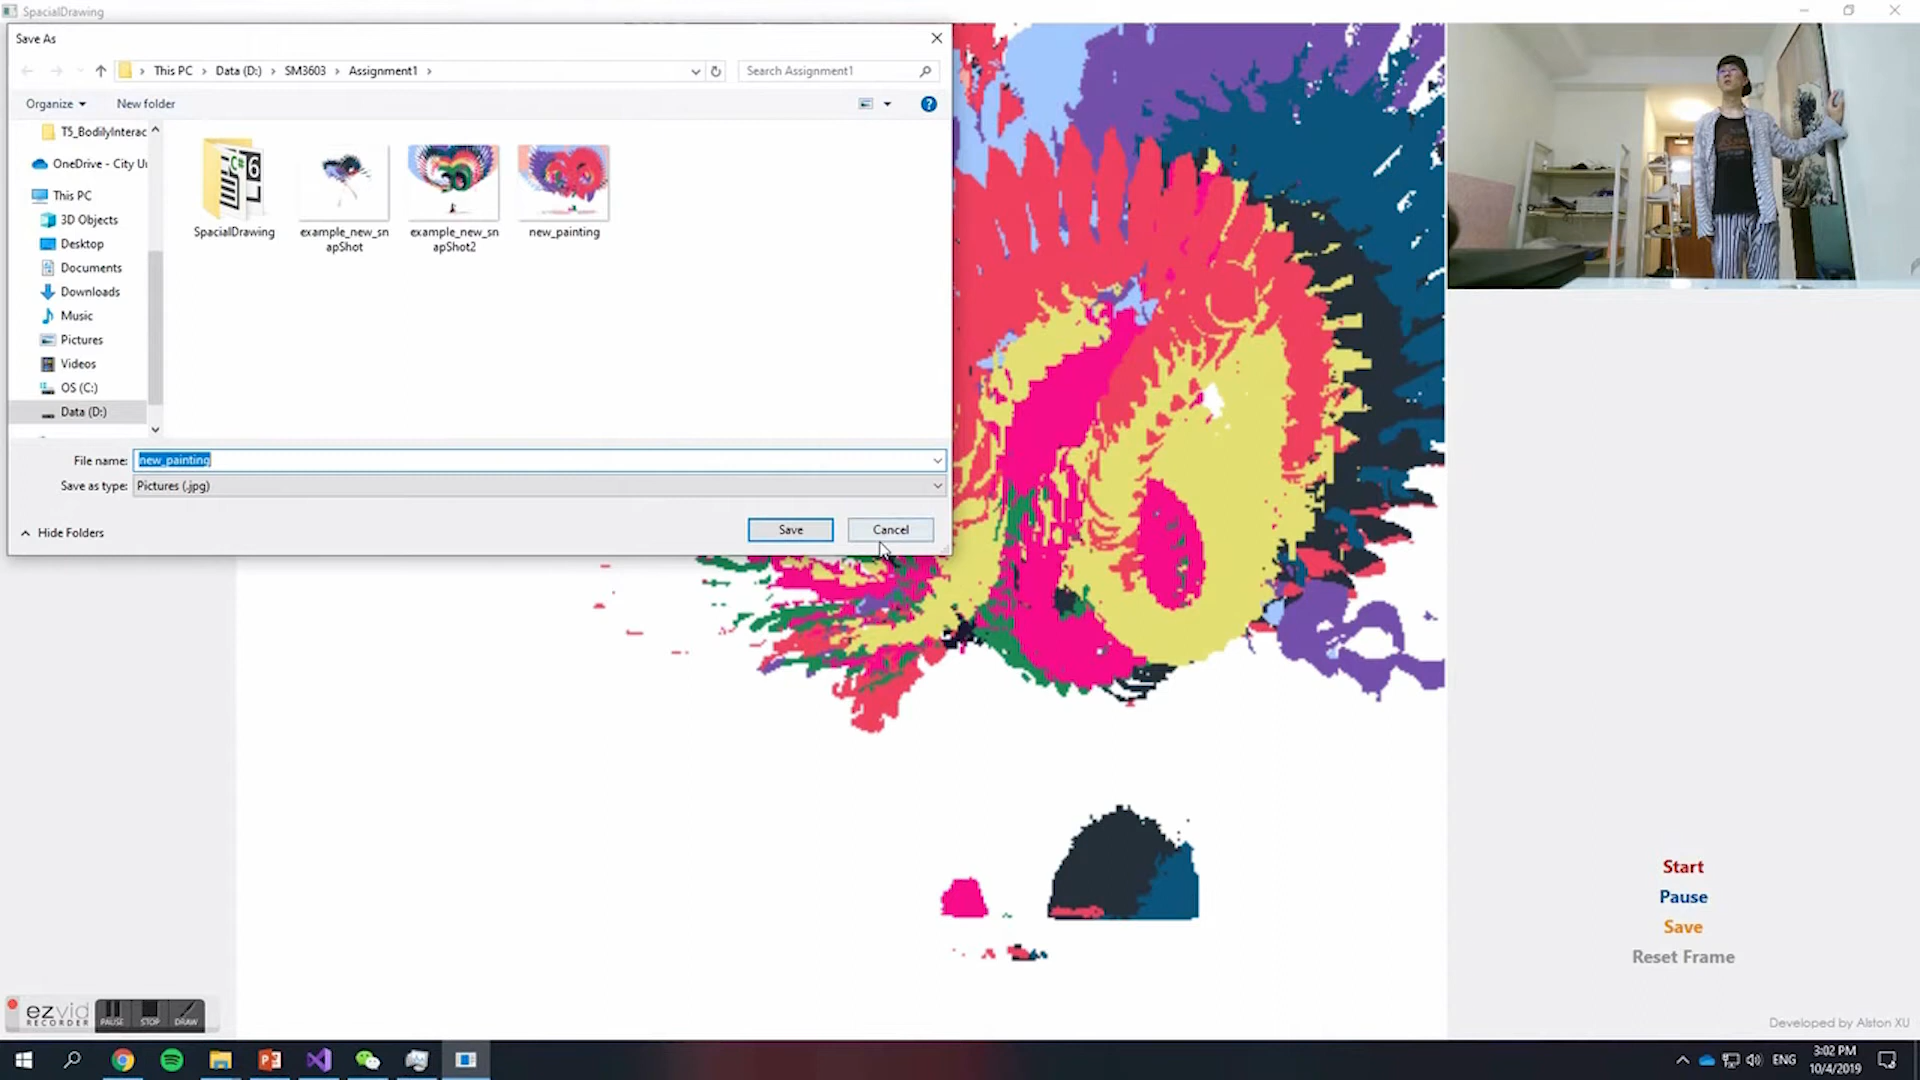 SpacialDrawing
Save As
This PC > Data (D:) > SM3603 > Assignment1 >
Search Assignment1
Organize
New folder
T5_BodilyInterac
OneDrive - City Ur
This PC
3D Objects
Desktop
Documents
Downloads
Music
Pictures
Videos
OS (C:)
Data (D:)
C#
SpacialDrawing
example_new_sn
apShot
example_new_sn
apShot2
new_painting
File name: new_painting
Save as type: Pictures (.jpg)
Hide Folders
Save
Cancel
Start
Pause
Save
Reset Frame
Developed by Alston XU
ezvid
RECORDER
PAUSE
STOP
DRAW
ENG
3:02 PM
10/4/2019